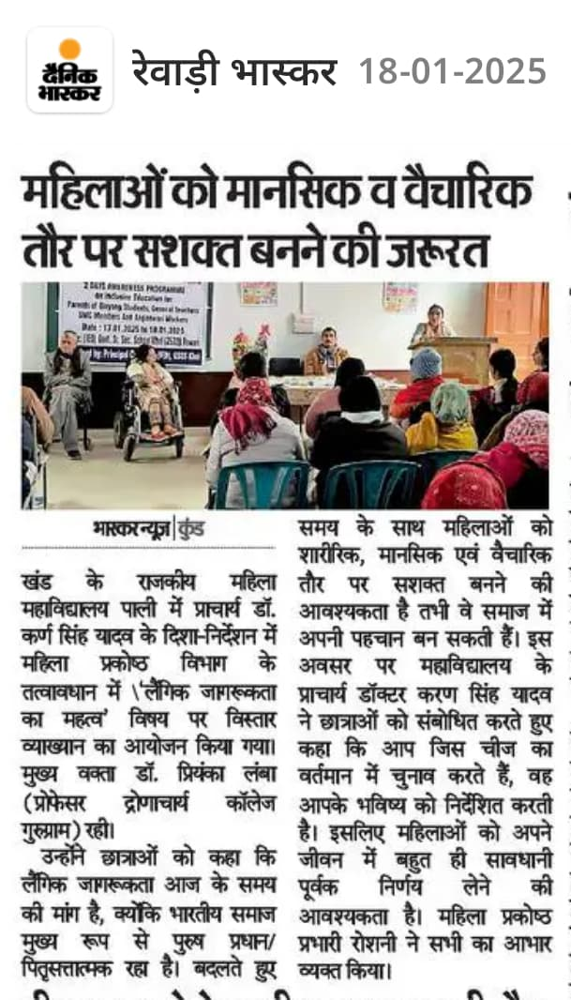 दैनिक
भास्कर
रेवाड़ी भास्कर 18-01-2025
महिलाओं को मानसिक व वैचारिक
तौर पर सशक्त बनने की जरूरत
2 DAYS AWARENESS PROGRAMME
on Inclusive Education for
Parents of Divyang Students, General Teachers
SMC Members And Anganwadi Workers
Date : 17.01.2025 to 18.01.2025
भास्कर न्यूज | कुंड
खंड के राजकीय महिला
महाविद्यालय पाली में प्राचार्य डॉ.
कर्ण सिंह यादव के दिशा-निर्देशन में
महिला प्रकोष्ठ विभाग के
तत्वावधान में \'लैंगिक जागरूकता
का महत्व' विषय पर विस्तार
व्याख्यान का आयोजन किया गया।
मुख्य वक्ता डॉ. प्रियंका लंबा
(प्रोफेसर द्रोणाचार्य कॉलेज
गुरुग्राम) रही।
उन्होंने छात्राओं को कहा कि
लैंगिक जागरूकता आज के समय
की मांग है, क्योंकि भारतीय समाज
मुख्य रूप से पुरुष प्रधान/
पितृसत्तात्मक रहा है। बदलते हुए
समय के साथ महिलाओं को
शारीरिक, मानसिक एवं वैचारिक
तौर पर सशक्त बनने की
आवश्यकता है तभी वे समाज में
अपनी पहचान बन सकती हैं। इस
अवसर पर महाविद्यालय के
प्राचार्य डॉक्टर करण सिंह यादव
ने छात्राओं को संबोधित करते हुए
कहा कि आप जिस चीज का
वर्तमान में चुनाव करते हैं, वह
आपके भविष्य को निर्देशित करती
है। इसलिए महिलाओं को अपने
जीवन में बहुत ही सावधानी
पूर्वक निर्णय लेने की
आवश्यकता है। महिला प्रकोष्ठ
प्रभारी रोशनी ने सभी का आभार
व्यक्त किया।